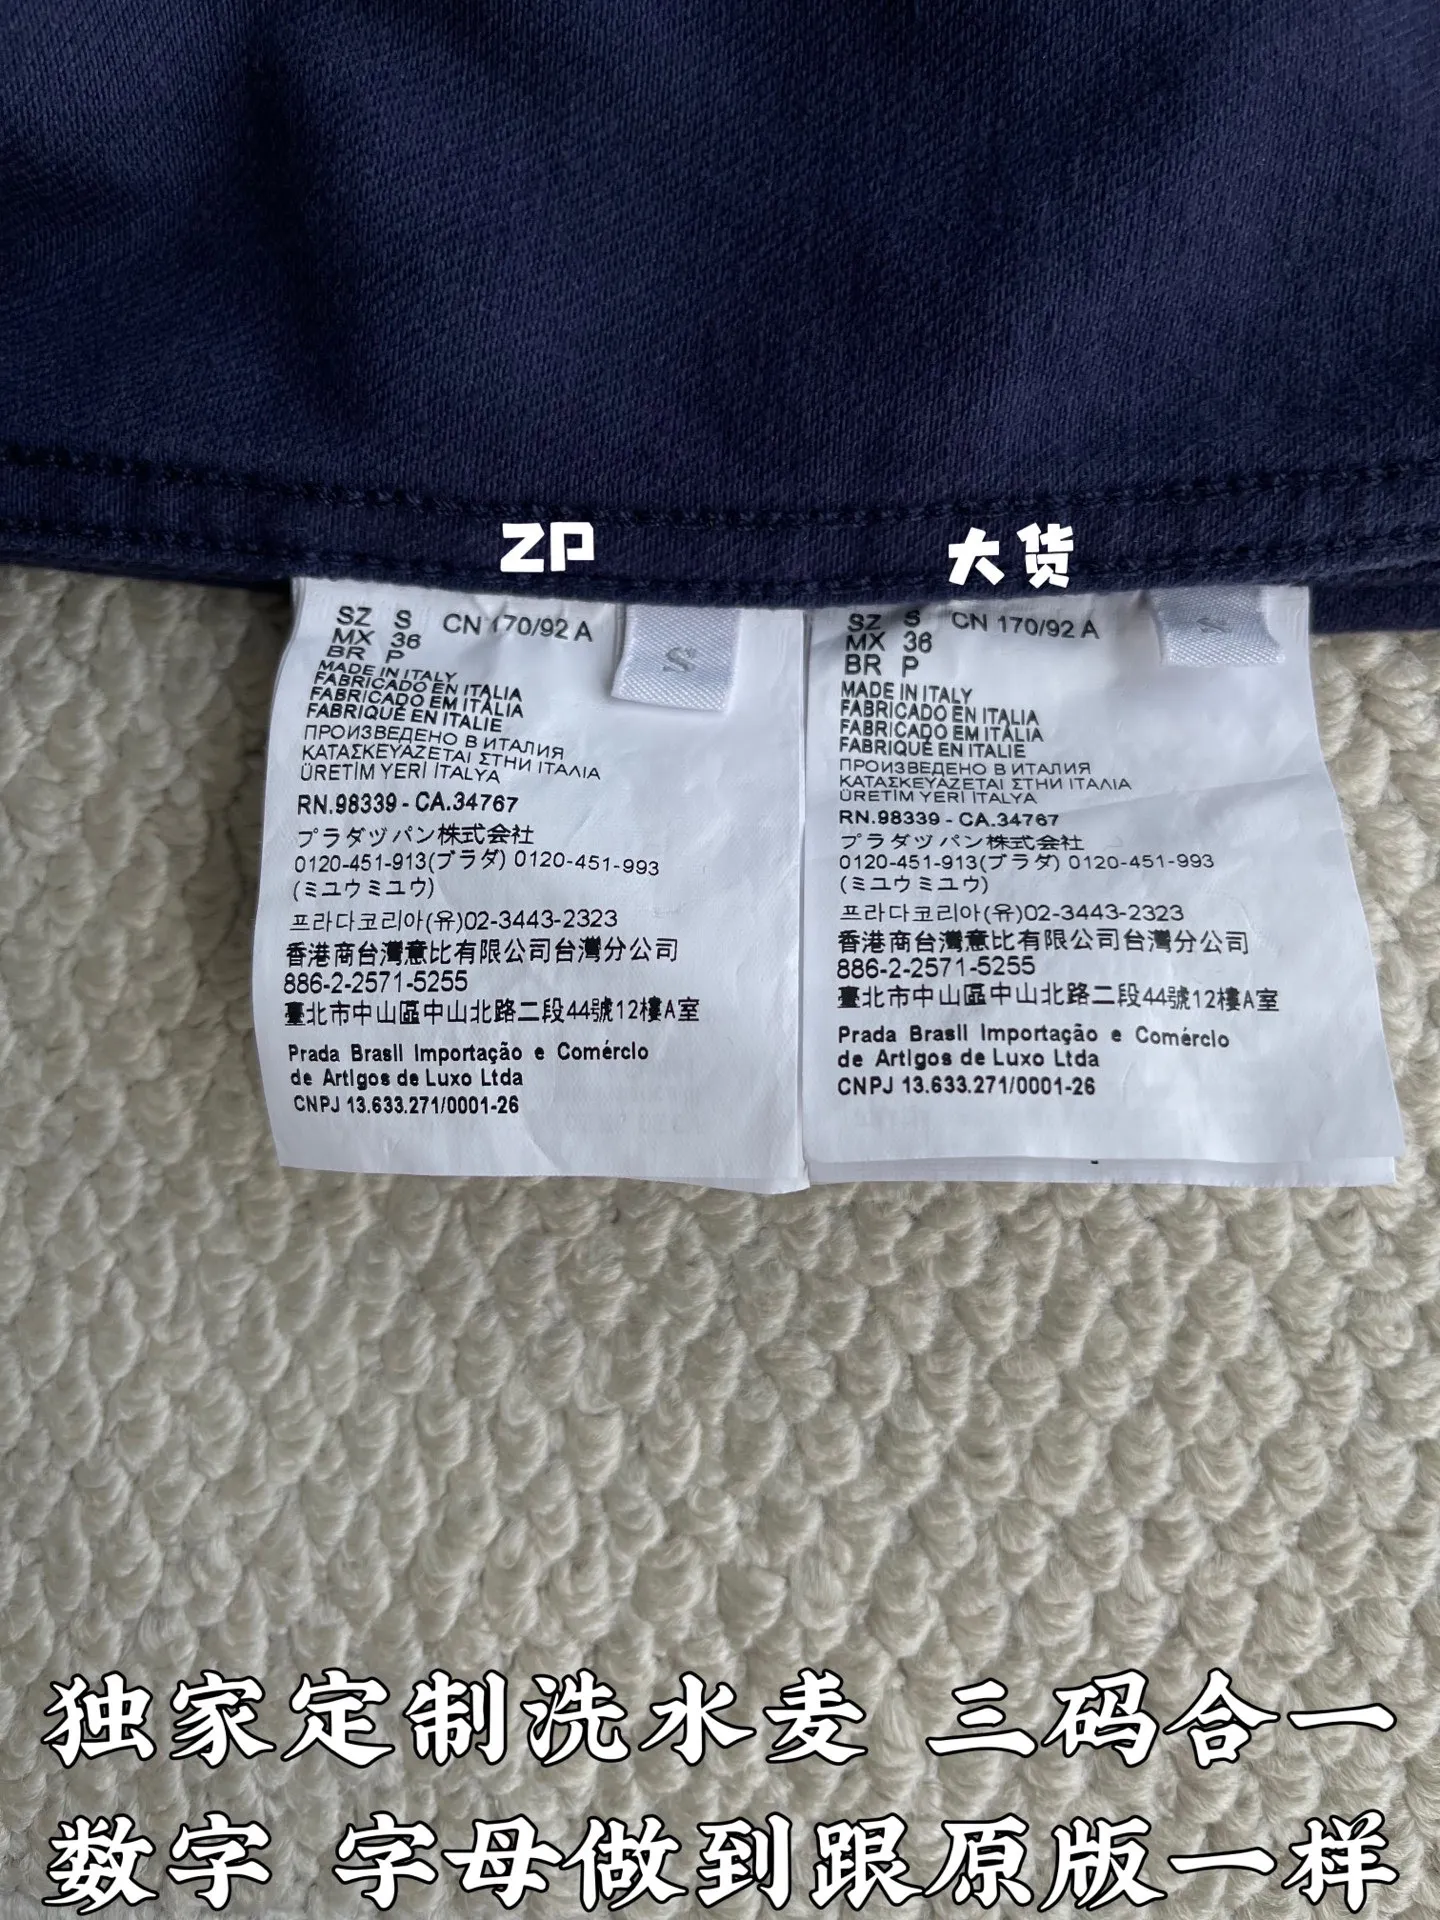 ZP
大货
SZ S CN 170/92 A
MX 36
BR P
MADE IN ITALY
FABRICADO EN ITALIA
FABRICADO EM ITALIA
FABRIQUÉ EN ITALIE
ПРОИЗВЕДЕНО В ИТАЛИЯ
ΚΑΤΑΣΚΕΥΑΖΕΤΑΙ ΣΤΗΝ ΙΤΑΛΙΑ
ÜRETİM YERİ İTALYA
RN.98339 - CA.34767
プラダヅパン株式会社
0120-451-913(プラダ) 0120-451-993
(ミユウミユウ)
프라다코리아(유)02-3443-2323
香港商台灣意比有限公司台灣分公司
886-2-2571-5255
臺北市中山區中山北路二段44號12樓A室
Prada Brasil Importação e Comércio
de Artigos de Luxo Ltda
CNPJ 13.633.271/0001-26
S
SZ S CN 170/92 A
MX 36
BR P
MADE IN ITALY
FABRICADO EN ITALIA
FABRICADO EM ITALIA
FABRIQUÉ EN ITALIE
ПРОИЗВЕДЕНО В ИТАЛИЯ
ΚΑΤΑΣΚΕΥΑΖΕΤΑΙ ΣΤΗΝ ΙΤΑΛΙΑ
ÜRETİM YERİ İTALYA
RN.98339 - CA.34767
プラダヅパン株式会社
0120-451-913(プラダ) 0120-451-993
(ミユウミユウ)
프라다코리아(유)02-3443-2323
香港商台灣意比有限公司台灣分公司
886-2-2571-5255
臺北市中山區中山北路二段44號12樓A室
Prada Brasil Importação e Comércio
de Artigos de Luxo Ltda
CNPJ 13.633.271/0001-26
独家定制洗水麦 三码合一
数字 字母做到跟原版一样